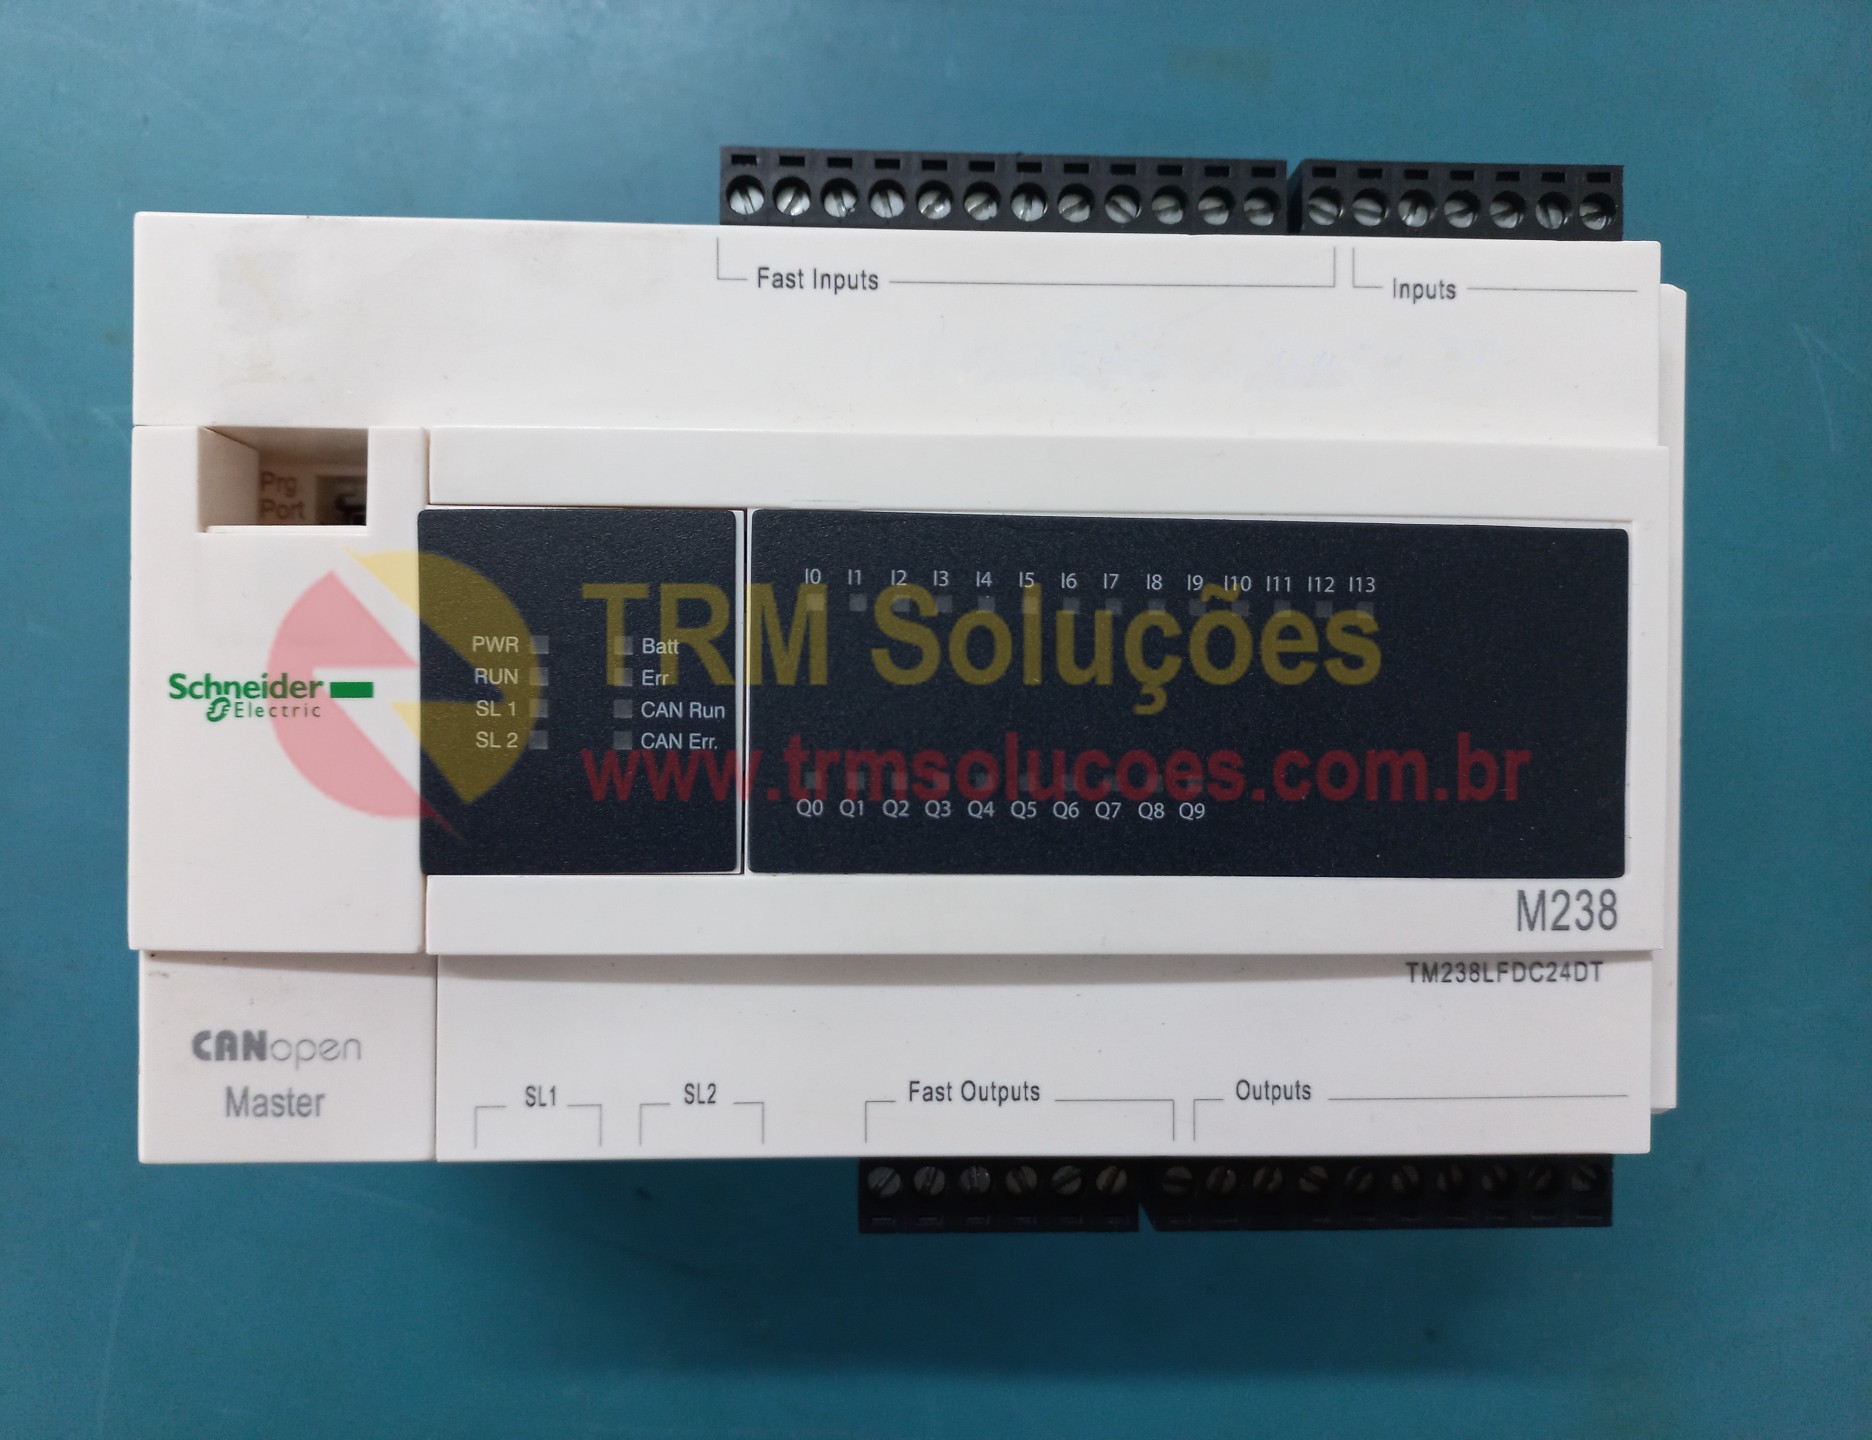 Fast Inputs
Inputs
Prg
Port
I0 I1 I2 I3 I4 I5 I6 I7 I8 I9 I10 I11 I12 I13
TRM Soluções
PWR Batt
RUN Err
SL 1 CAN Run
SL 2 CAN Err.
Schneider
Electric
www.trmsolucoes.com.br
Q0 Q1 Q2 Q3 Q4 Q5 Q6 Q7 Q8 Q9
M238
TM238LFDC24DT
CANopen
Master
SL1
SL2
Fast Outputs
Outputs